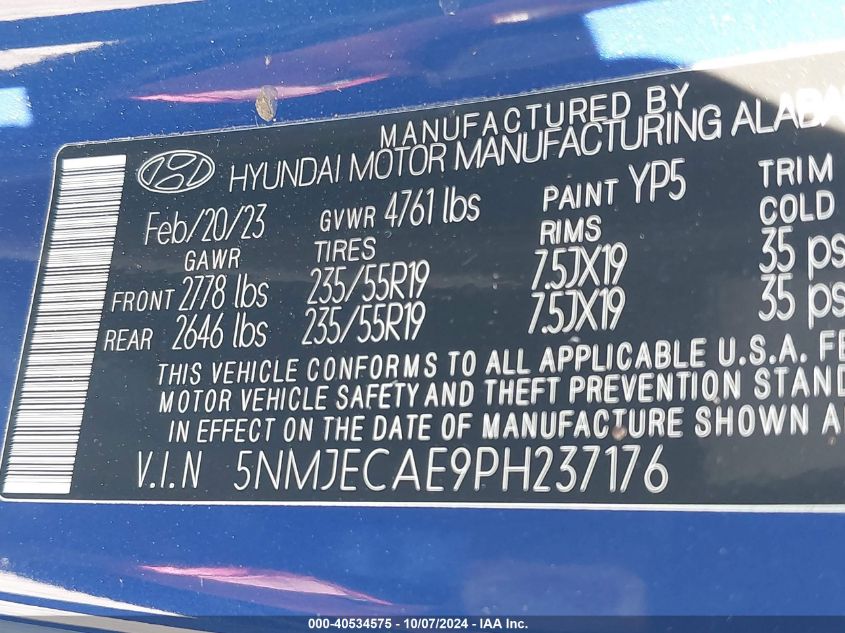 MANUFACTURED BY
HYUNDAI MOTOR MANUFACTURING ALABA
Feb/20/23 GVWR 4761 lbs PAINT YP5 TRIM
GAWR TIRES RIMS COLD
FRONT 2778 lbs 235/55R19 7.5JX19 35 ps
REAR 2646 lbs 235/55R19 7.5JX19 35 ps
THIS VEHICLE CONFORMS TO ALL APPLICABLE U.S.A. FE
MOTOR VEHICLE SAFETY AND THEFT PREVENTION STAND
IN EFFECT ON THE DATE OF MANUFACTURE SHOWN A
V.I.N 5NMJECAE9PH237176
000-40534575 - 10/07/2024 - IAA Inc.